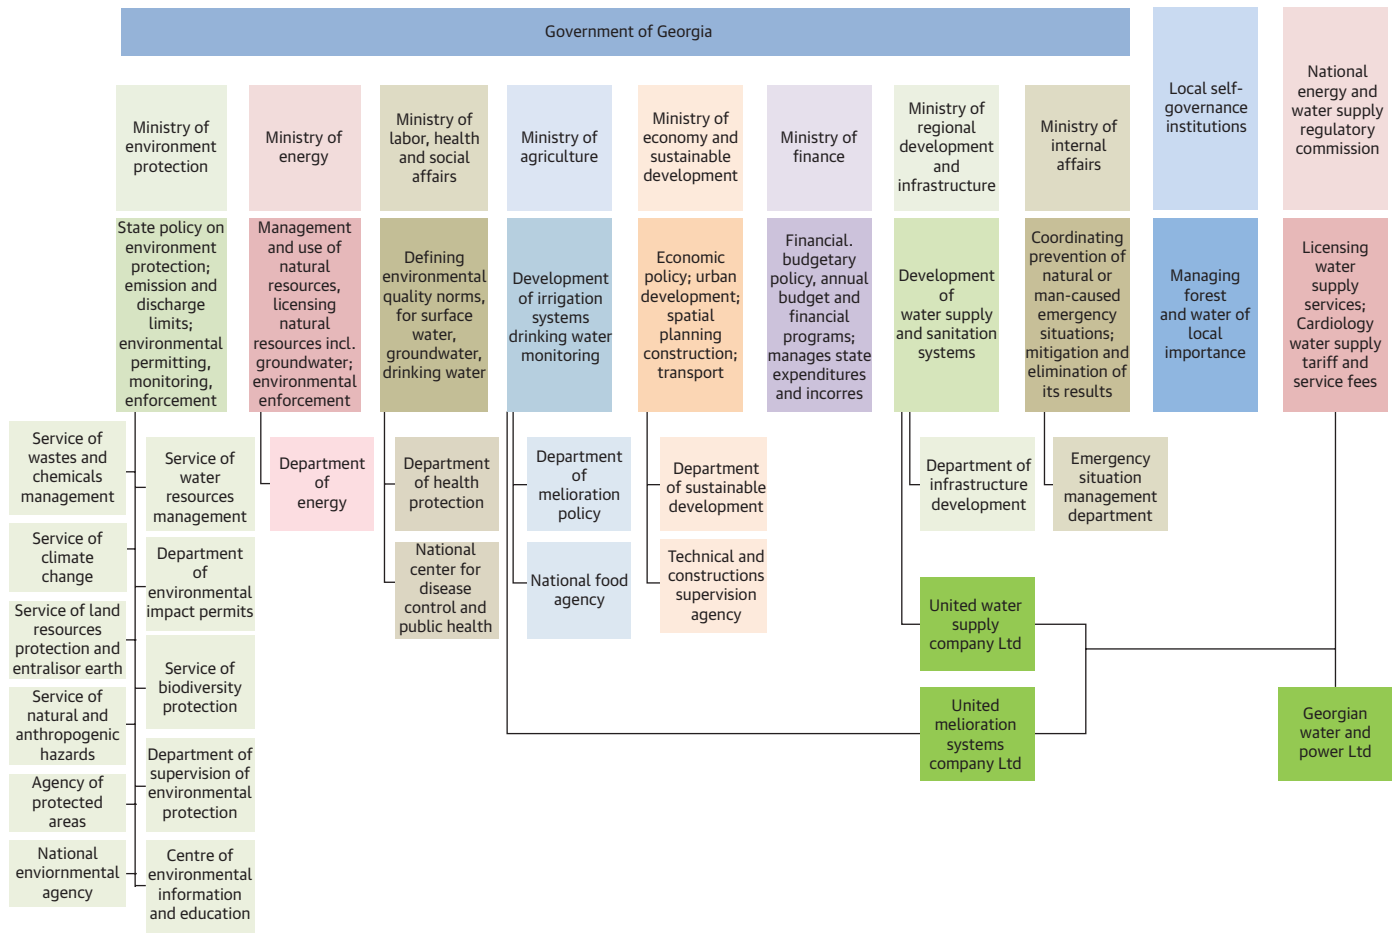 Government of Georgia
Local self-
governance
institutions
National
energy and
water supply
regulatory
commission
Ministry of
environment
protection
Ministry of
energy
Ministry of
labor, health
and social
affairs
Ministry of
agriculture
Ministry of
economy and
sustainable
development
Ministry of
finance
Ministry of
regional
development
and
infrastructure
Ministry of
internal
affairs
State policy on
environment
protection;
emission and
discharge
limits;
environmental
permitting,
monitoring,
enforcement
Management
and use of
natural
resources,
licensing
natural
resources incl.
groundwater;
environmental
enforcement
Defining
environmental
quality norms,
for surface
water,
groundwater,
drinking water
Development
of irrigation
systems
drinking water
monitoring
Economic
policy; urban
development;
spatial
planning
construction;
transport
Financial.
budgetary
policy, annual
budget and
financial
programs;
manages state
expenditures
and incorres
Development
of
water supply
and sanitation
systems
Coordinating
prevention of
natural or
man-caused
emergency
situations;
mitigation and
elimination of
its results
Managing
forest
and water of
local
importance
Licensing
water
supply
services;
Cardiology
water supply
tariff and
service fees
Service of
wastes and
chemicals
management
Service of
water
resources
management
Service of
climate
change
Department
of
environmental
impact permits
Service of land
resources
protection and
entralisor earth
Service of
biodiversity
protection
Service of
natural and
anthropogenic
hazards
Department of
supervision of
environmental
protection
Agency of
protected
areas
National
enviornmental
agency
Centre of
environmental
information
and education
Department
of
energy
Department
of health
protection
National
center for
disease
control and
public health
Department
of
melioration
policy
National food
agency
Department
of sustainable
development
Technical and
constructions
supervision
agency
Department of
infrastructure
development
Emergency
situation
management
department
United water
supply
company Ltd
United
melioration
systems
company Ltd
Georgian
water and
power Ltd